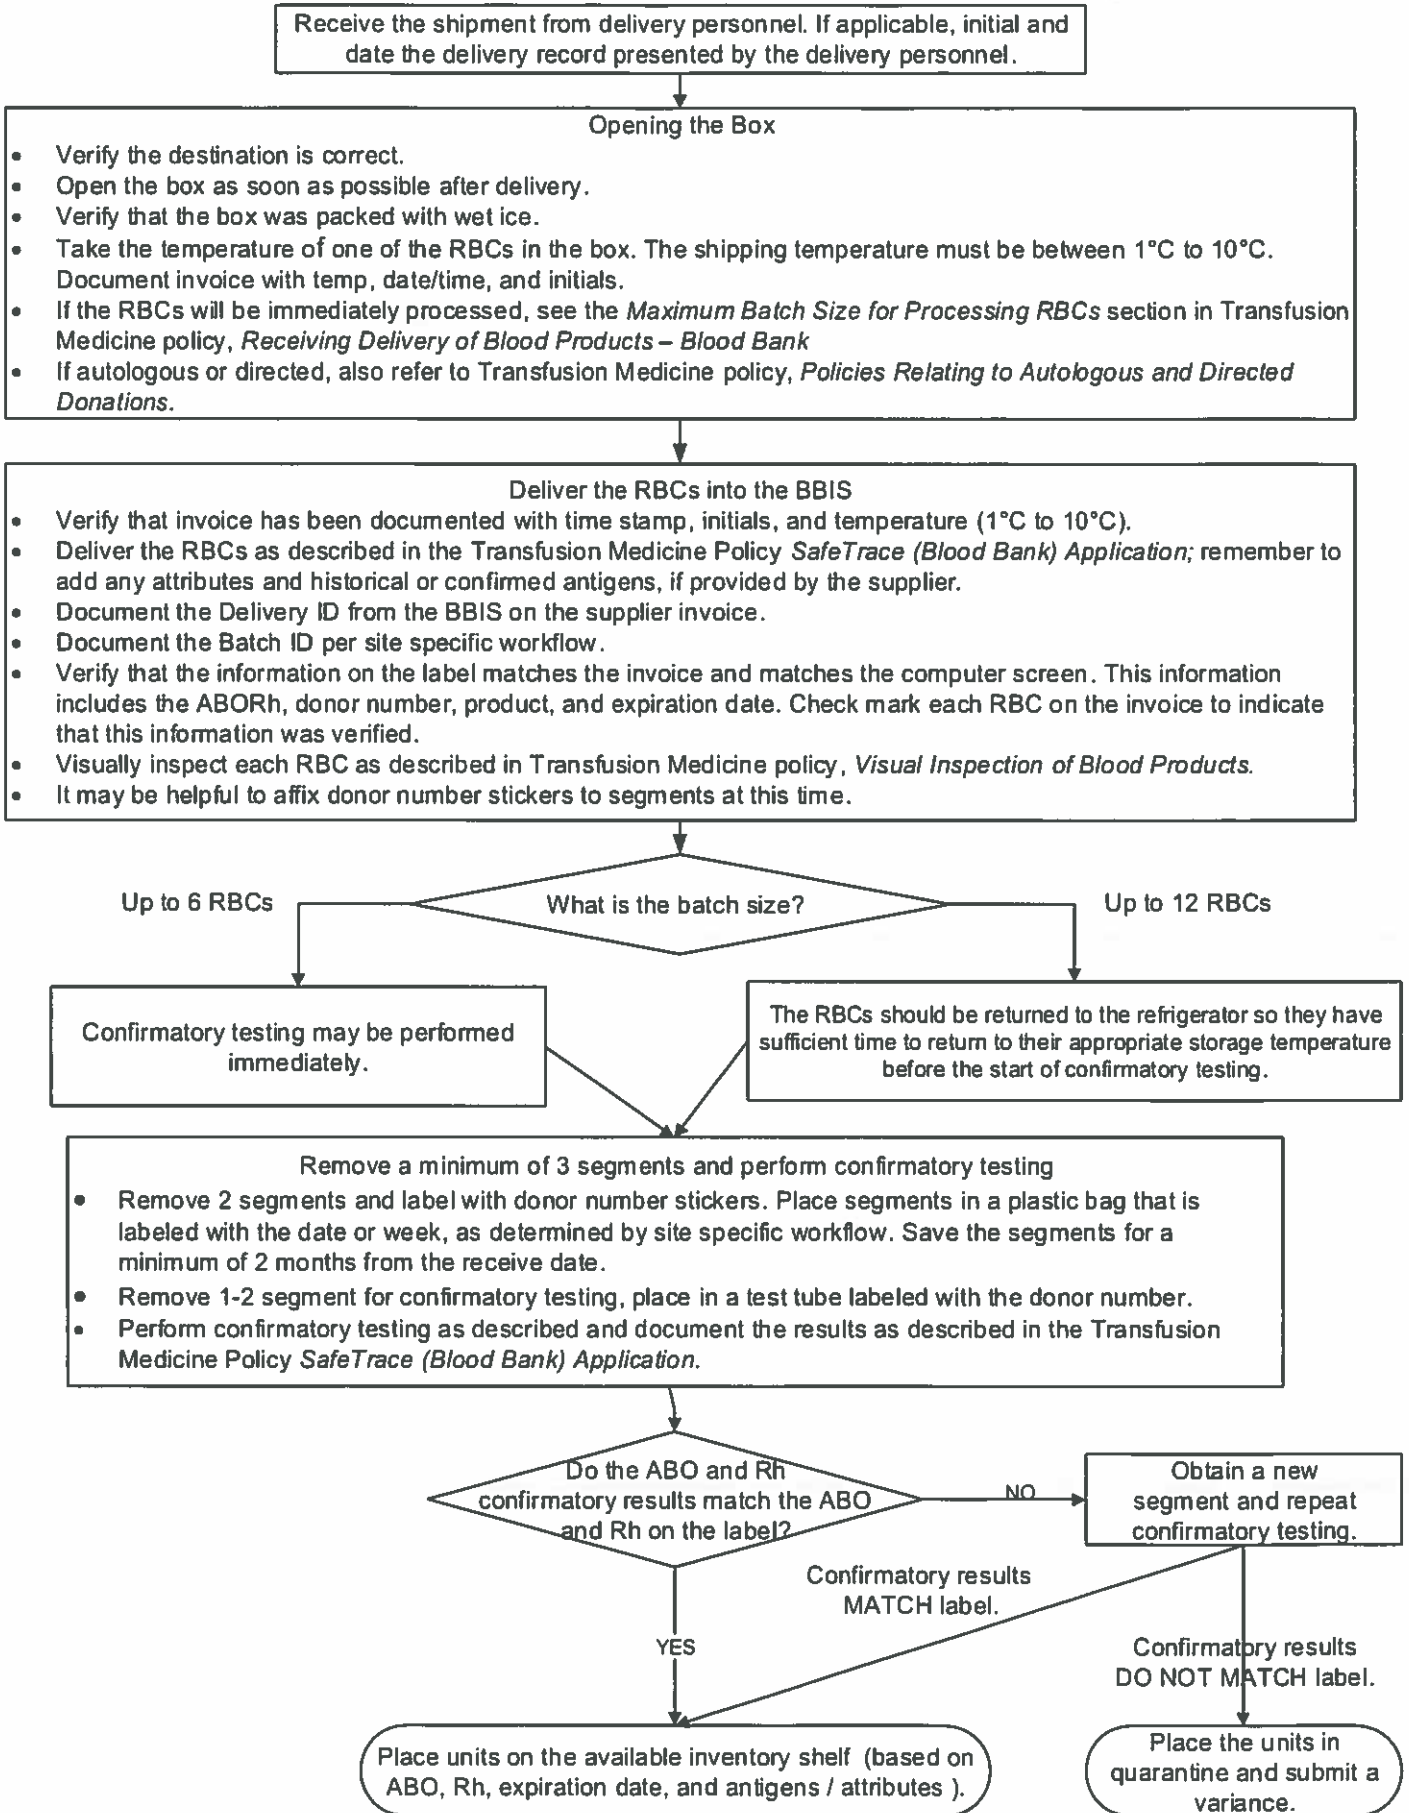 Receive the shipment from delivery personnel. If applicable, initial and
date the delivery record presented by the delivery personnel.
Opening the Box
• Verify the destination is correct.
• Open the box as soon as possible after delivery.
• Verify that the box was packed with wet ice.
• Take the temperature of one of the RBCs in the box. The shipping temperature must be between 1°C to 10°C.
Document invoice with temp, date/time, and initials.
• If the RBCs will be immediately processed, see the Maximum Batch Size for Processing RBCs section in Transfusion
Medicine policy, Receiving Delivery of Blood Products – Blood Bank
• If autologous or directed, also refer to Transfusion Medicine policy, Policies Relating to Autologous and Directed
Donations.
Deliver the RBCs into the BBIS
• Verify that invoice has been documented with time stamp, initials, and temperature (1°C to 10°C).
• Deliver the RBCs as described in the Transfusion Medicine Policy SafeTrace (Blood Bank) Application; remember to
add any attributes and historical or confirmed antigens, if provided by the supplier.
• Document the Delivery ID from the BBIS on the supplier invoice.
• Document the Batch ID per site specific workflow.
• Verify that the information on the label matches the invoice and matches the computer screen. This information
includes the ABORh, donor number, product, and expiration date. Check mark each RBC on the invoice to indicate
that this information was verified.
• Visually inspect each RBC as described in Transfusion Medicine policy, Visual Inspection of Blood Products.
• It may be helpful to affix donor number stickers to segments at this time.
Up to 6 RBCs
What is the batch size?
Up to 12 RBCs
Confirmatory testing may be performed
immediately.
The RBCs should be returned to the refrigerator so they have
sufficient time to return to their appropriate storage temperature
before the start of confirmatory testing.
Remove a minimum of 3 segments and perform confirmatory testing
• Remove 2 segments and label with donor number stickers. Place segments in a plastic bag that is
labeled with the date or week, as determined by site specific workflow. Save the segments for a
minimum of 2 months from the receive date.
• Remove 1-2 segment for confirmatory testing, place in a test tube labeled with the donor number.
• Perform confirmatory testing as described and document the results as described in the Transfusion
Medicine Policy SafeTrace (Blood Bank) Application.
Do the ABO and Rh
confirmatory results match the ABO
and Rh on the label?
NO
Obtain a new
segment and repeat
confirmatory testing.
Confirmatory results
MATCH label.
YES
Confirmatory results
DO NOT MATCH label.
Place units on the available inventory shelf (based on
ABO, Rh, expiration date, and antigens / attributes ).
Place the units in
quarantine and submit a
variance.